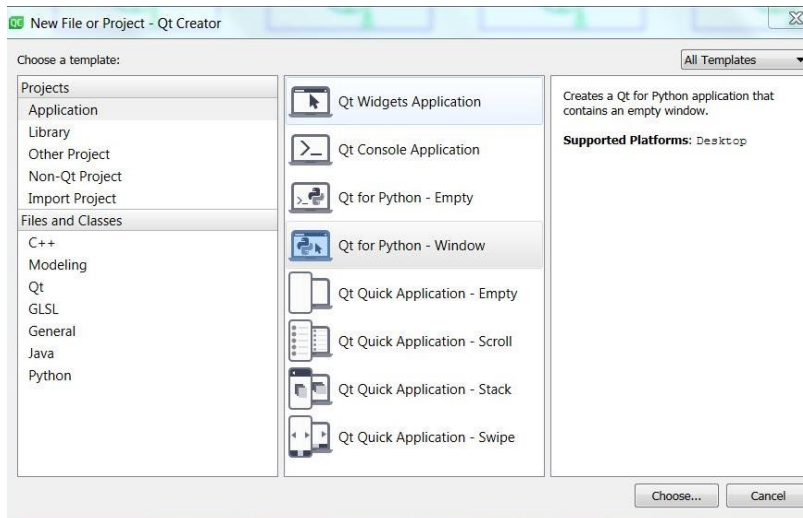 QC New File or Project - Qt Creator
Choose a template:
All Templates
Projects
Application
Library
Other Project
Non-Qt Project
Import Project
Files and Classes
C++
Modeling
Qt
GLSL
General
Java
Python
Qt Widgets Application
Qt Console Application
Qt for Python - Empty
Qt for Python - Window
Qt Quick Application - Empty
Qt Quick Application - Scroll
Qt Quick Application - Stack
Qt Quick Application - Swipe
Creates a Qt for Python application that
contains an empty window.
Supported Platforms: Desktop
Choose...
Cancel